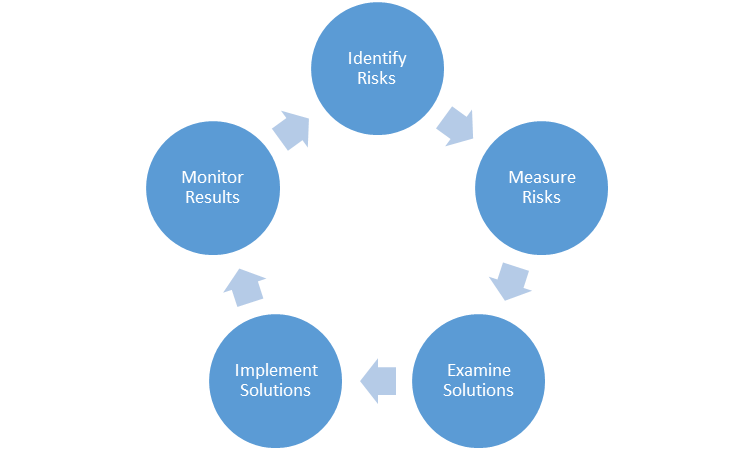 Identify
Risks
Measure
Risks
Examine
Solutions
Implement
Solutions
Monitor
Results